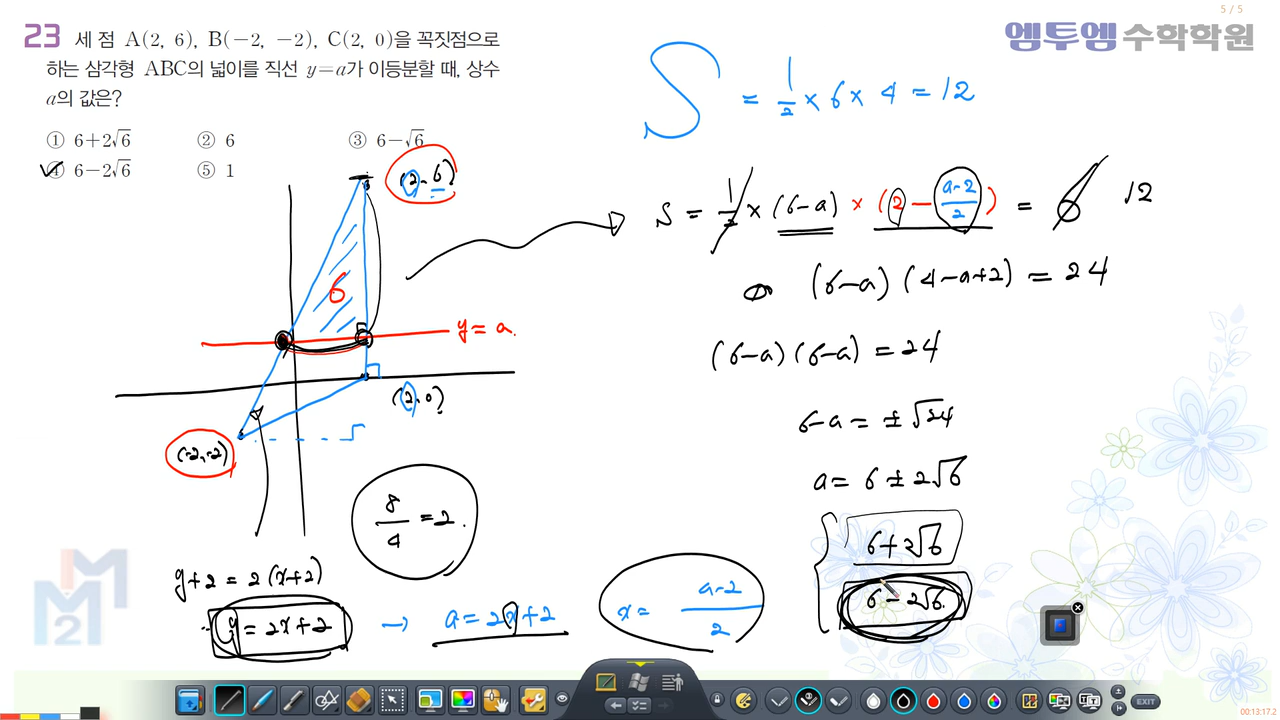 5 / 5
엠투엠수학학원
23 세 점 A(2, 6), B(-2, -2), C(2, 0)을 꼭짓점으로
하는 삼각형 ABC의 넓이를 직선 y=a가 이등분할 때, 상수
a의 값은?
① 6+2√6 ② 6 ③ 6-√6
④ 6-2√6 ⑤ 1
S = 1/2 × 6 × 4 = 12
(2, 6)
S = 1/2 × (6-a) × (2 - (a-2)/2) = 6 12
(6-a)(4-a+2) = 24
6
y = a.
(6-a)(6-a) = 24
(2, 0)
6-a = ±√24
(-2, -2)
a = 6 ± 2√6
8/4 = 2.
6+2√6
y+2 = 2(x+2)
6-2√6.
y = 2x+2 → a = 2x+2
x = (a-2)/2
M2M
EXIT
00:13:17.2